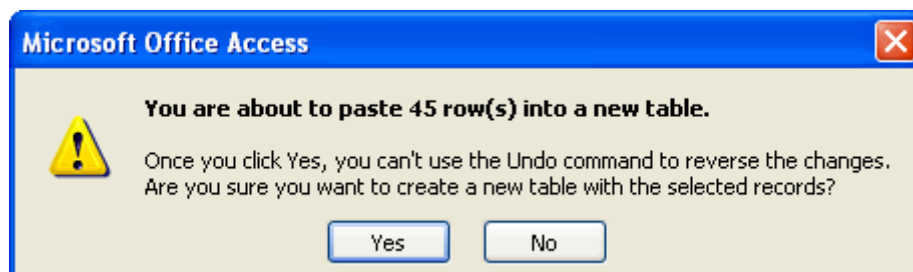 Microsoft Office Access
You are about to paste 45 row(s) into a new table.
Once you click Yes, you can't use the Undo command to reverse the changes.
Are you sure you want to create a new table with the selected records?
Yes No